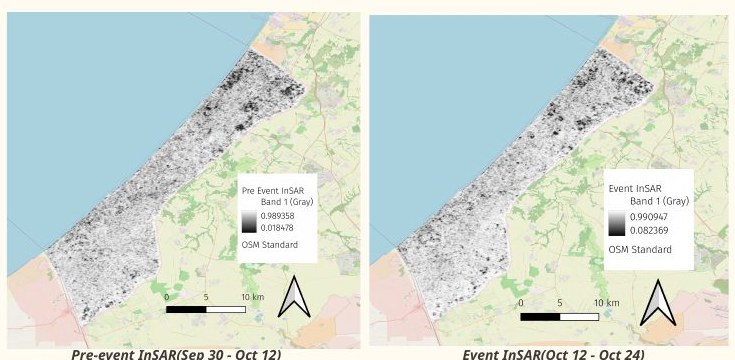 Pre Event InSAR
Band 1 (Gray)
0.989358
0.018478
OSM Standard
0 5 10 km
Pre-event InSAR(Sep 30 - Oct 12)
Event InSAR
Band 1 (Gray)
0.990947
0.082369
OSM Standard
0 5 10 km
Event InSAR(Oct 12 - Oct 24)